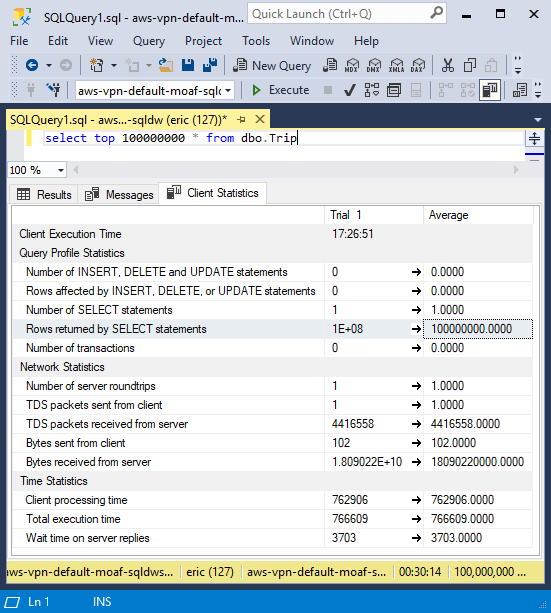 SQLQuery1.sql - aws-vpn-default-mo... Quick Launch (Ctrl+Q)
File Edit View Query Project Tools Window Help
New Query MDX DMX XMLA DAX
aws-vpn-default-moaf-sqlc Execute
SQLQuery1.sql - aws...-sqldw (eric (127))*
select top 100000000 * from dbo.Trip
100 %
Results Messages Client Statistics
Trial 1 Average
Client Execution Time 17:26:51
Query Profile Statistics
Number of INSERT, DELETE and UPDATE statements 0 → 0.0000
Rows affected by INSERT, DELETE, or UPDATE statements 0 → 0.0000
Number of SELECT statements 1 → 1.0000
Rows returned by SELECT statements 1E+08 → 100000000.0000
Number of transactions 0 → 0.0000
Network Statistics
Number of server roundtrips 1 → 1.0000
TDS packets sent from client 1 → 1.0000
TDS packets received from server 4416558 → 4416558.0000
Bytes sent from client 102 → 102.0000
Bytes received from server 1.809022E+10 → 18090220000.0000
Time Statistics
Client processing time 762906 → 762906.0000
Total execution time 766609 → 766609.0000
Wait time on server replies 3703 → 3703.0000
aws-vpn-default-moaf-sqldws... eric (127) aws-vpn-default-moaf-s... 00:30:14 100,000,000 ...
Ln 1 INS